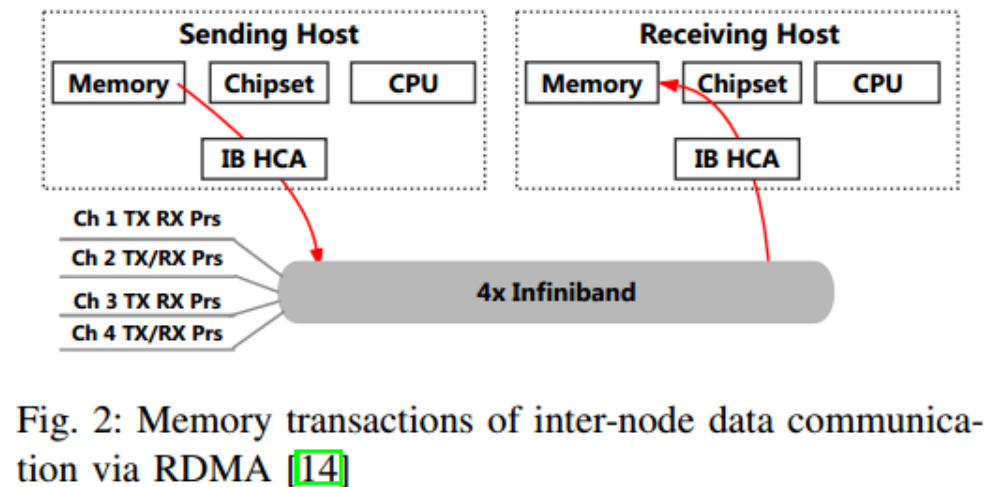 Sending Host
Receiving Host
Memory
Chipset
CPU
Memory
Chipset
CPU
IB HCA
IB HCA
Ch 1 TX RX Prs
Ch 2 TX/RX Prs
Ch 3 TX RX Prs
Ch 4 TX/RX Prs
4x Infiniband
Fig. 2: Memory transactions of inter-node data communica-
tion via RDMA [14]